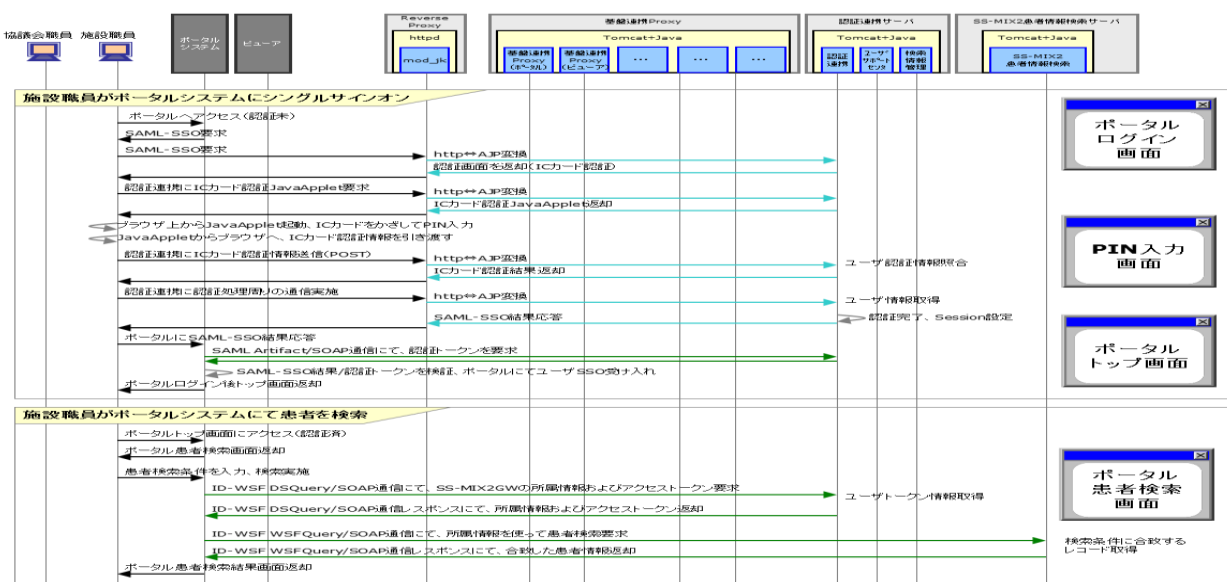 協議会職員
施設職員
ポータル
システム
ビューア
Reverse
Proxy
httpd
mod_jk
基盤連携Proxy
Tomcat+Java
基盤連携
Proxy
(ポータル)
基盤連携
Proxy
(ビューア)
...
...
...
認証連携サーバ
Tomcat+Java
認証
連携
ユーザ
サポート
センタ
検索
情報
管理
SS-MIX2患者情報検索サーバ
Tomcat+Java
SS-MIX2
患者情報検索
施設職員がポータルシステムにシングルサインオン
ポータルへアクセス(認証未)
SAML-SSO要求
SAML-SSO要求
http⇔AJP変換
認証画面を返却(ICカード認証)
認証連携にICカード認証JavaApplet要求
http⇔AJP変換
ICカード認証JavaApplet返却
ブラウザ上からJavaApplet起動、ICカードをかざしてPIN入力
JavaAppletからブラウザへ、ICカード認証情報を引き渡す
認証連携にICカード認証情報送信(POST)
http⇔AJP変換
ユーザ認証情報照合
ICカード認証結果返却
認証連携に認証処理周りの通信実施
http⇔AJP変換
ユーザ情報取得
SAML-SSO結果応答
認証完了、Session設定
ポータルにSAML-SSO結果応答
SAML Artifact/SOAP通信にて、認証トークンを要求
SAML-SSO結果/認証トークンを検証、ポータルにてユーザSSO受け入れ
ポータルログイン後トップ画面返却
ポータル
ログイン
画面
PIN入力
画面
ポータル
トップ画面
施設職員がポータルシステムにて患者を検索
ポータルトップ画面にアクセス(認証済)
ポータル患者検索画面返却
患者検索条件を入力、検索実施
ID-WSF DSQuery/SOAP通信にて、SS-MIX2GWの所属情報およびアクセストークン要求
ユーザトークン情報取得
ID-WSF DSQuery/SOAP通信レスポンスにて、所属情報およびアクセストークン返却
ID-WSF WSFQuery/SOAP通信にて、所属情報を使って患者検索要求
検索条件に合致する
レコード取得
ID-WSF WSFQuery/SOAP通信レスポンスにて、合致した患者情報返却
ポータル患者検索結果画面返却
ポータル
患者検索
画面